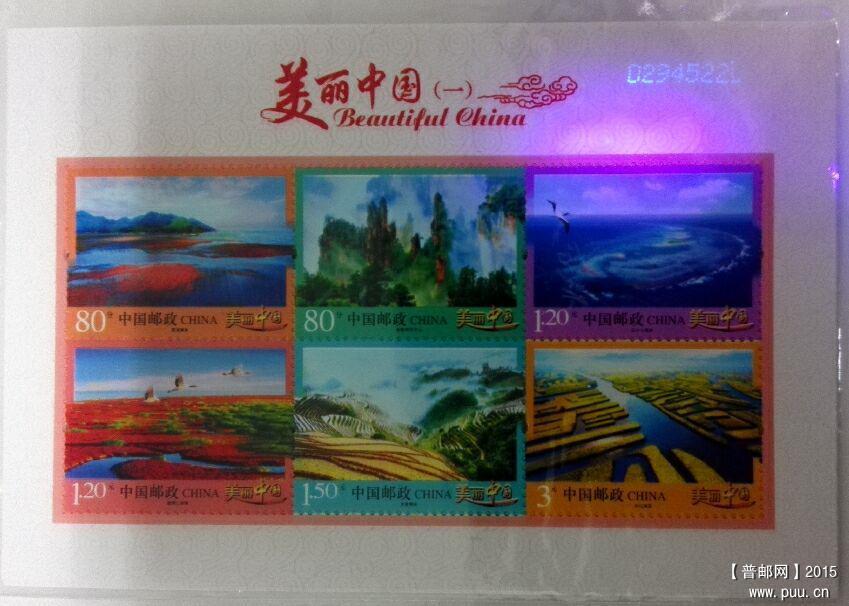 美丽中国(一)
Beautiful China
0294522
80分 中国邮政 CHINA 美丽中国
80分 中国邮政 CHINA 美丽中国
1.20元 中国邮政 CHINA 美丽中国
1.20元 中国邮政 CHINA 美丽中国
1.50元 中国邮政 CHINA 美丽中国
3元 中国邮政 CHINA 美丽中国
【普邮网】2015
www.puu.cn